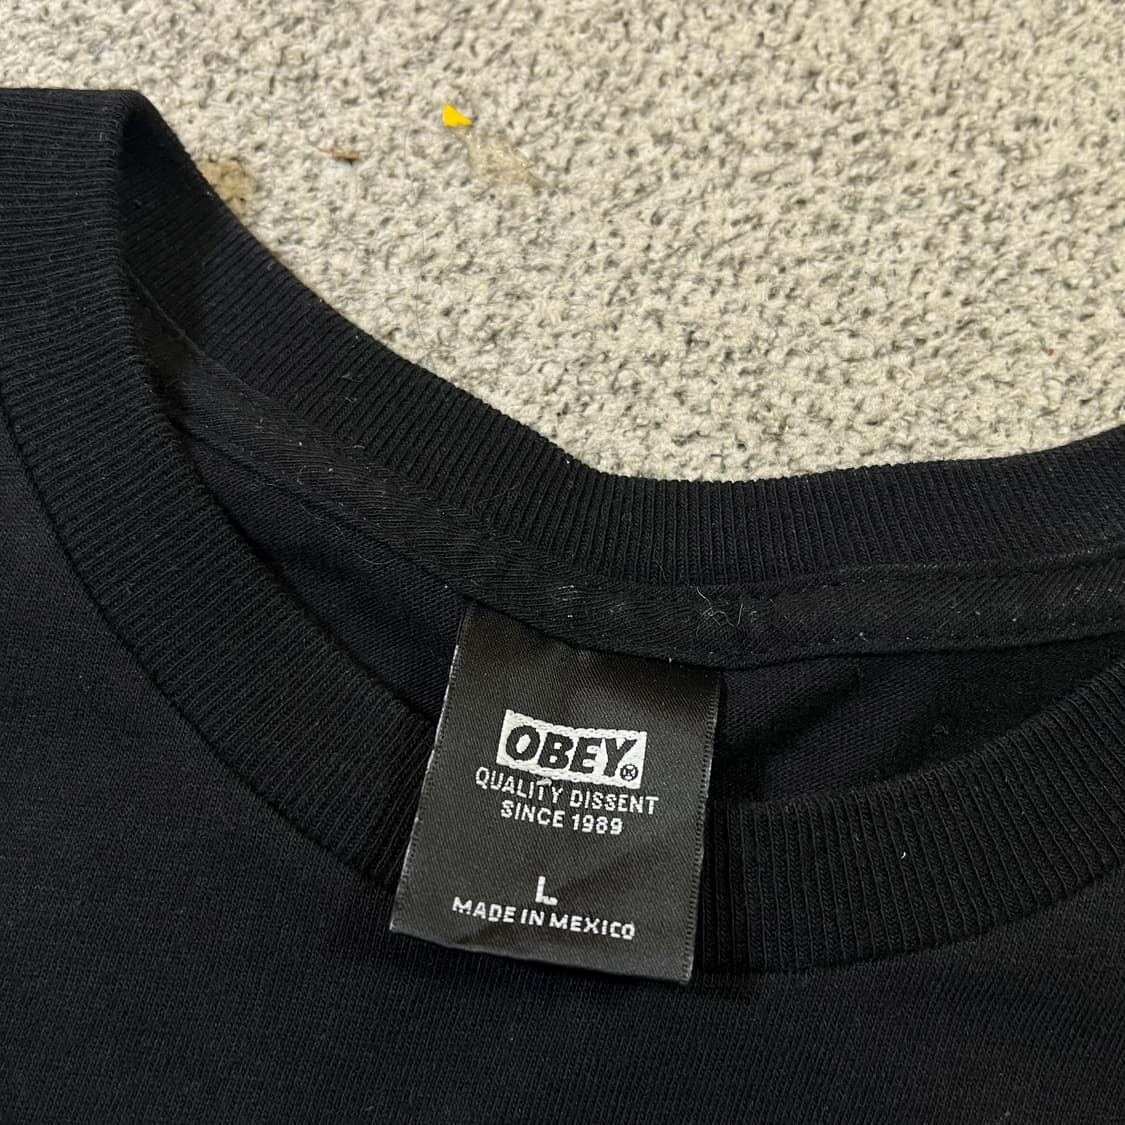 OBEY®
QUALITY DISSENT
SINCE 1989
L
MADE IN MEXICO